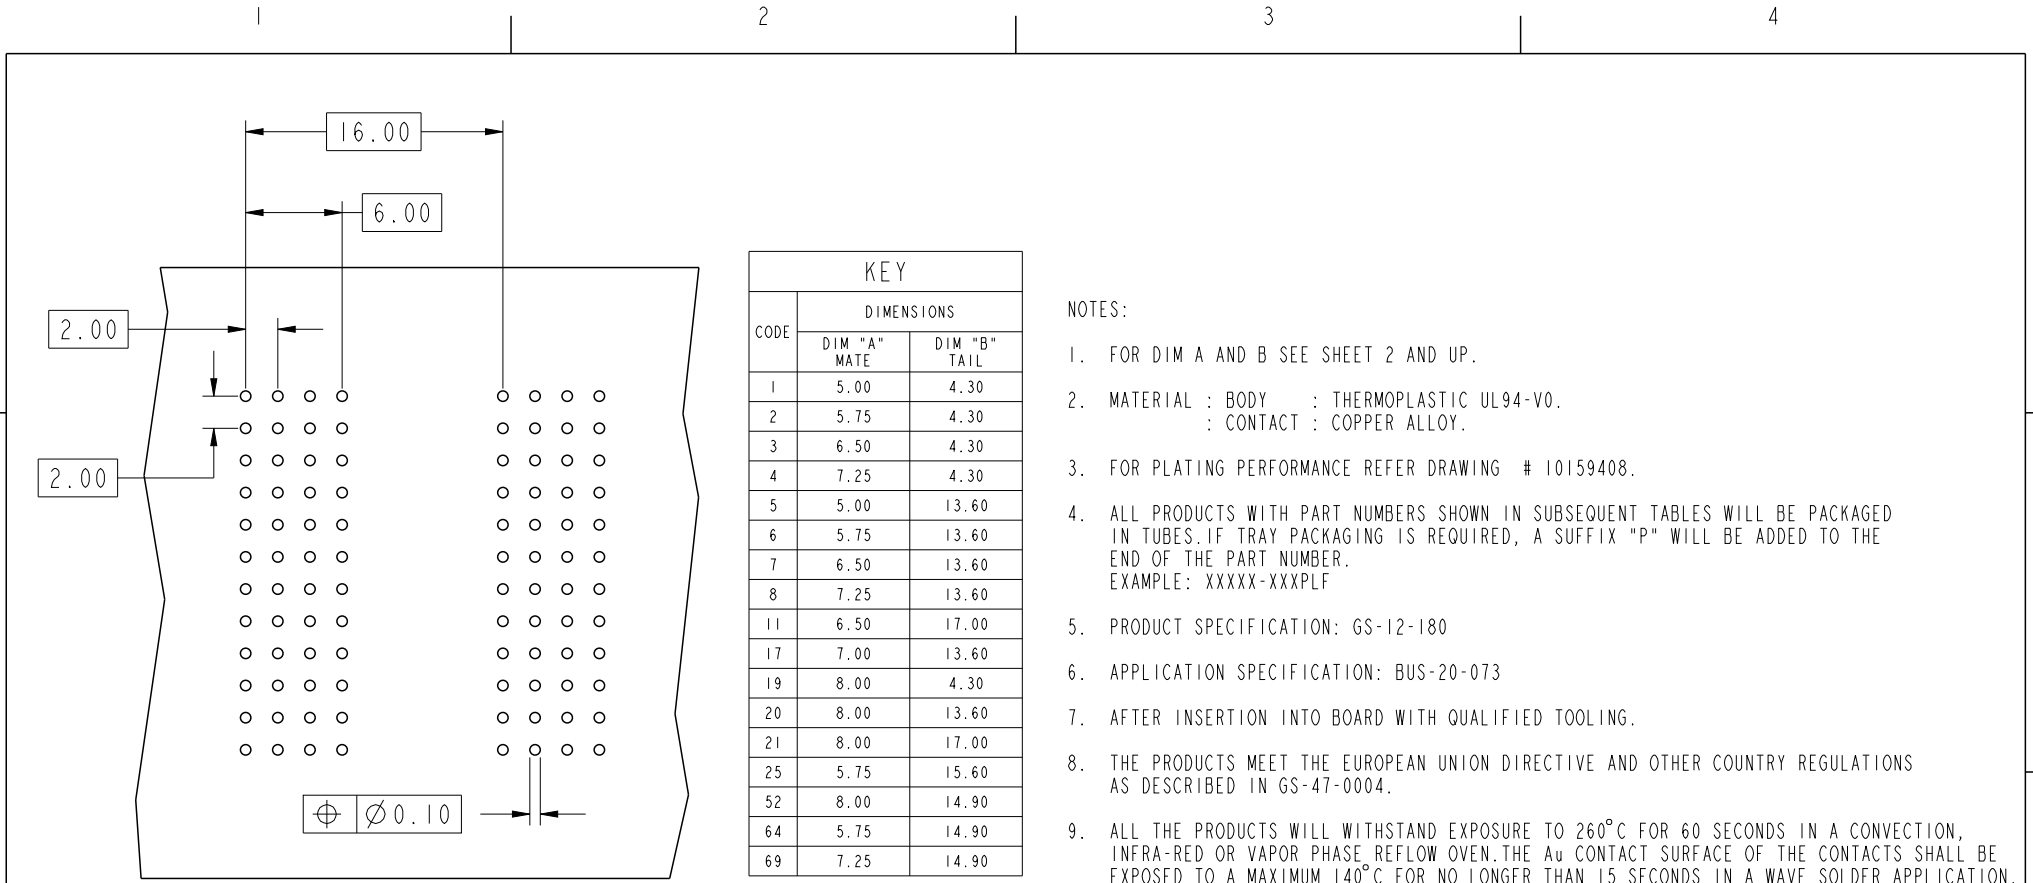 1 2 3 4
16.00
6.00
2.00
2.00
⌖ Ø0.10
KEY
CODE DIMENSIONS
DIM "A" MATE DIM "B" TAIL
1 5.00 4.30
2 5.75 4.30
3 6.50 4.30
4 7.25 4.30
5 5.00 13.60
6 5.75 13.60
7 6.50 13.60
8 7.25 13.60
11 6.50 17.00
17 7.00 13.60
19 8.00 4.30
20 8.00 13.60
21 8.00 17.00
25 5.75 15.60
52 8.00 14.90
64 5.75 14.90
69 7.25 14.90
NOTES:
1. FOR DIM A AND B SEE SHEET 2 AND UP.
2. MATERIAL : BODY : THERMOPLASTIC UL94-V0.
: CONTACT : COPPER ALLOY.
3. FOR PLATING PERFORMANCE REFER DRAWING # 10159408.
4. ALL PRODUCTS WITH PART NUMBERS SHOWN IN SUBSEQUENT TABLES WILL BE PACKAGED
IN TUBES.IF TRAY PACKAGING IS REQUIRED, A SUFFIX "P" WILL BE ADDED TO THE
END OF THE PART NUMBER.
EXAMPLE: XXXXX-XXXPLF
5. PRODUCT SPECIFICATION: GS-12-180
6. APPLICATION SPECIFICATION: BUS-20-073
7. AFTER INSERTION INTO BOARD WITH QUALIFIED TOOLING.
8. THE PRODUCTS MEET THE EUROPEAN UNION DIRECTIVE AND OTHER COUNTRY REGULATIONS
AS DESCRIBED IN GS-47-0004.
9. ALL THE PRODUCTS WILL WITHSTAND EXPOSURE TO 260°C FOR 60 SECONDS IN A CONVECTION,
INFRA-RED OR VAPOR PHASE REFLOW OVEN.THE Au CONTACT SURFACE OF THE CONTACTS SHALL BE
EXPOSED TO A MAXIMUM 140°C FOR NO LONGER THAN 15 SECONDS IN A WAVE SOLDER APPLICATION.